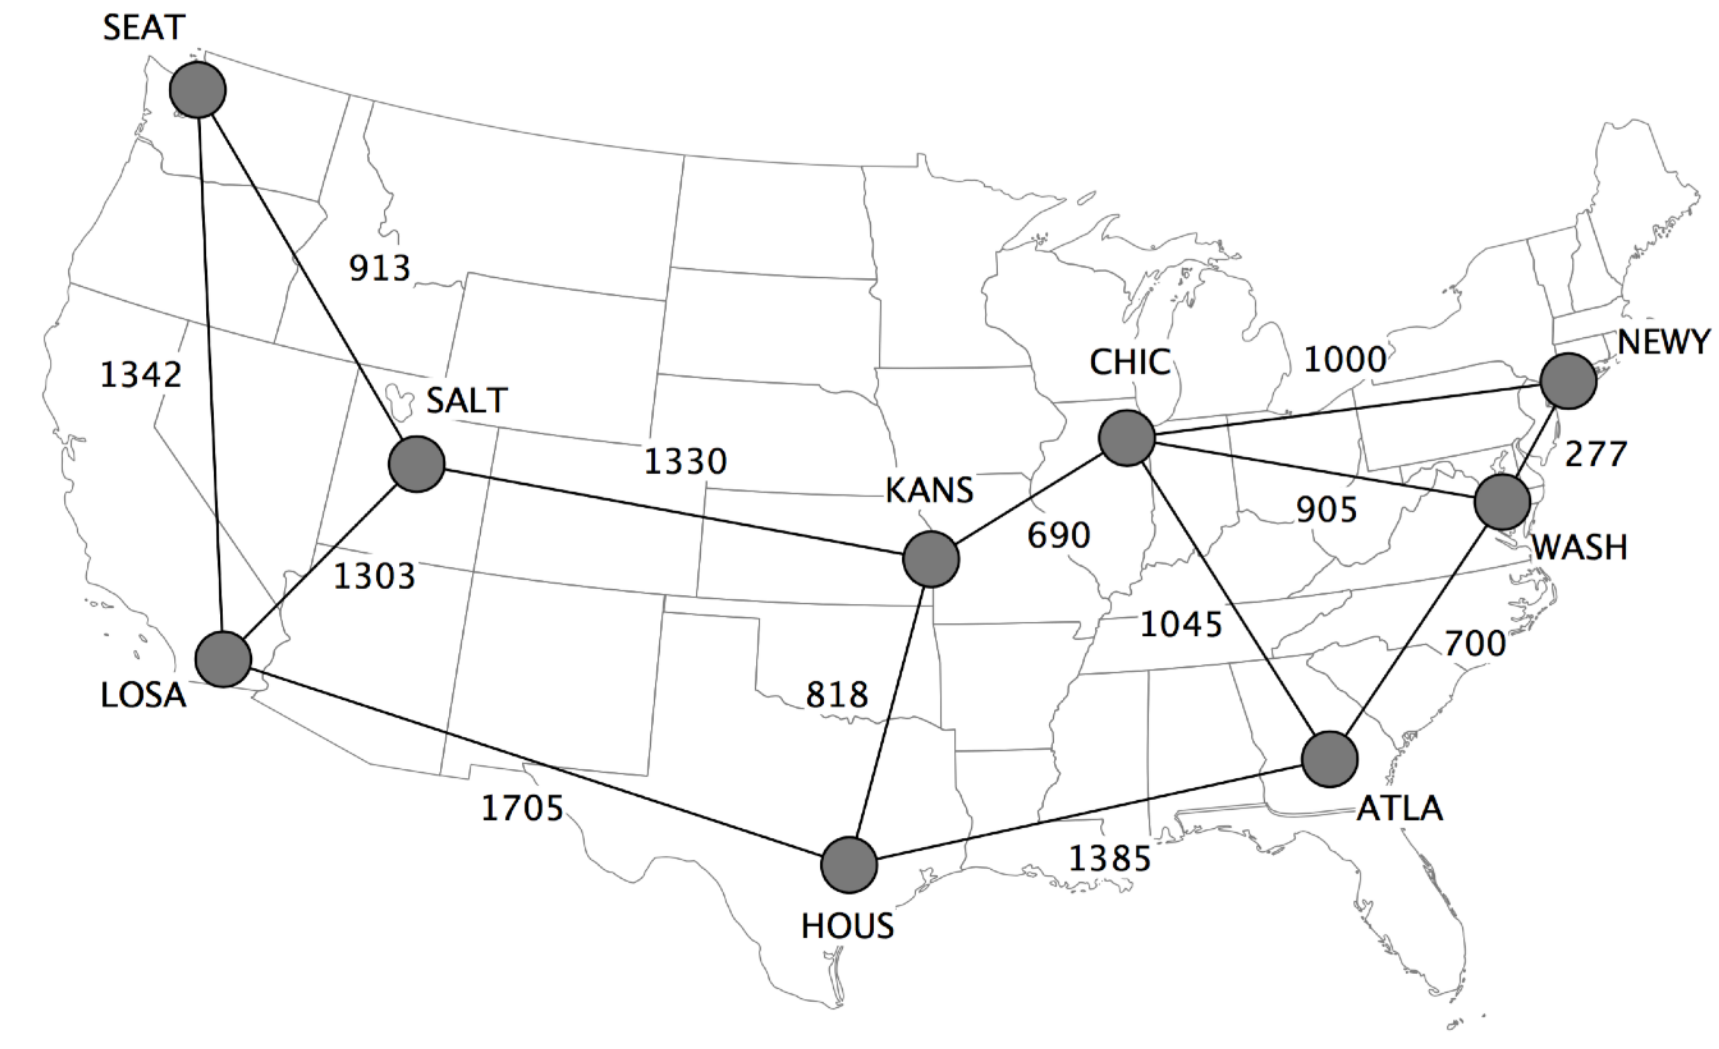 SEAT
913
NEWY
1342
CHIC
1000
SALT
1330
277
KANS
905
690
WASH
1303
1045
700
LOSA
818
1705
ATLA
1385
HOUS